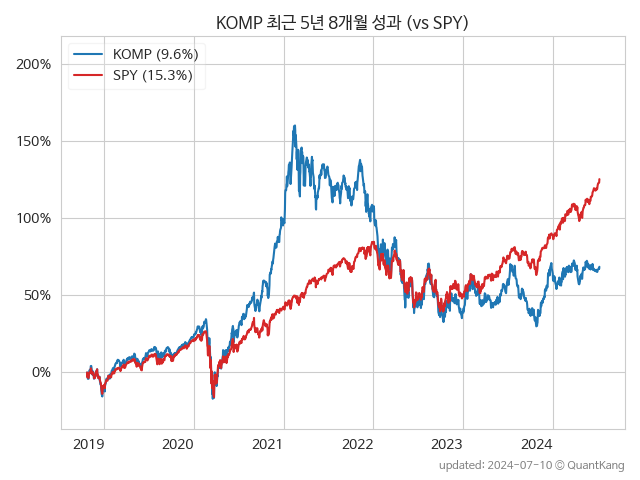 KOMP 최근 5년 8개월 성과 (vs SPY)
KOMP (9.6%)
SPY (15.3%)
200%
150%
100%
50%
0%
2019 2020 2021 2022 2023 2024
updated: 2024-07-10 © QuantKang